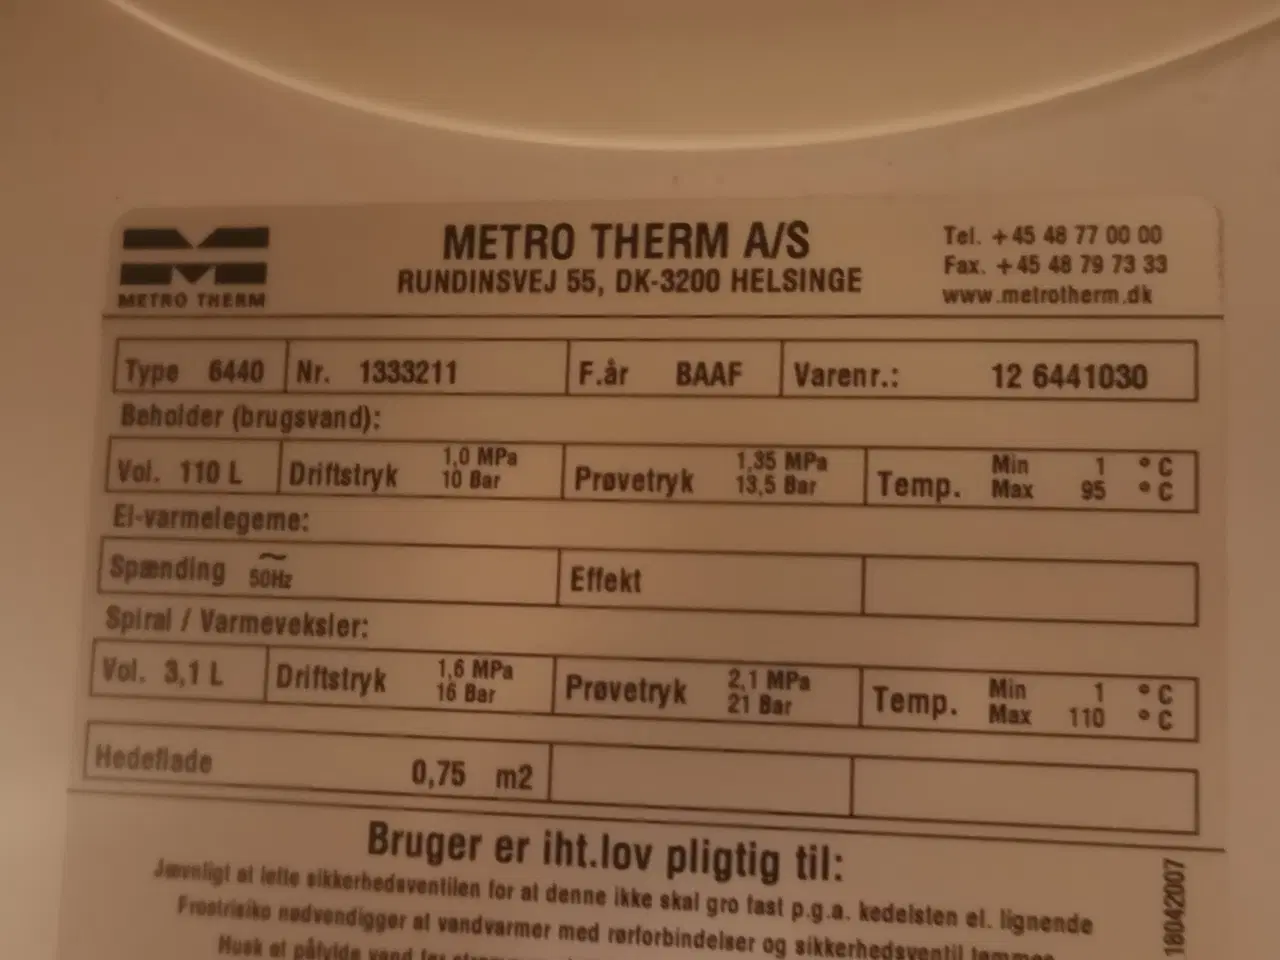 METRO THERM
METRO THERM A/S
RUNDINSVEJ 55, DK-3200 HELSINGE
Tel. +45 48 77 00 00
Fax. +45 48 79 73 33
www.metrotherm.dk
Type 6440 Nr. 1333211 F.år BAAF Varenr.: 12 6441030
Beholder (brugsvand):
Vol. 110 L Driftstryk 1,0 MPa 10 Bar Prøvetryk 1,35 MPa 13,5 Bar Temp. Min 1 °C Max 95 °C
El-varmelegeme:
Spænding ~ 50Hz Effekt
Spiral / Varmeveksler:
Vol. 3,1 L Driftstryk 1,6 MPa 16 Bar Prøvetryk 2,1 MPa 21 Bar Temp. Min 1 °C Max 110 °C
Hedeflade 0,75 m2
Bruger er iht.lov pligtig til:
Jævnligt at lette sikkerhedsventilen for at denne ikke skal gro fast p.g.a. kedelsten el. lignende
Frostrisiko nødvendiggør at vandvarmer med rørforbindelser og sikkerhedsventil tømmes
Husk at påfylde vand før
18042007